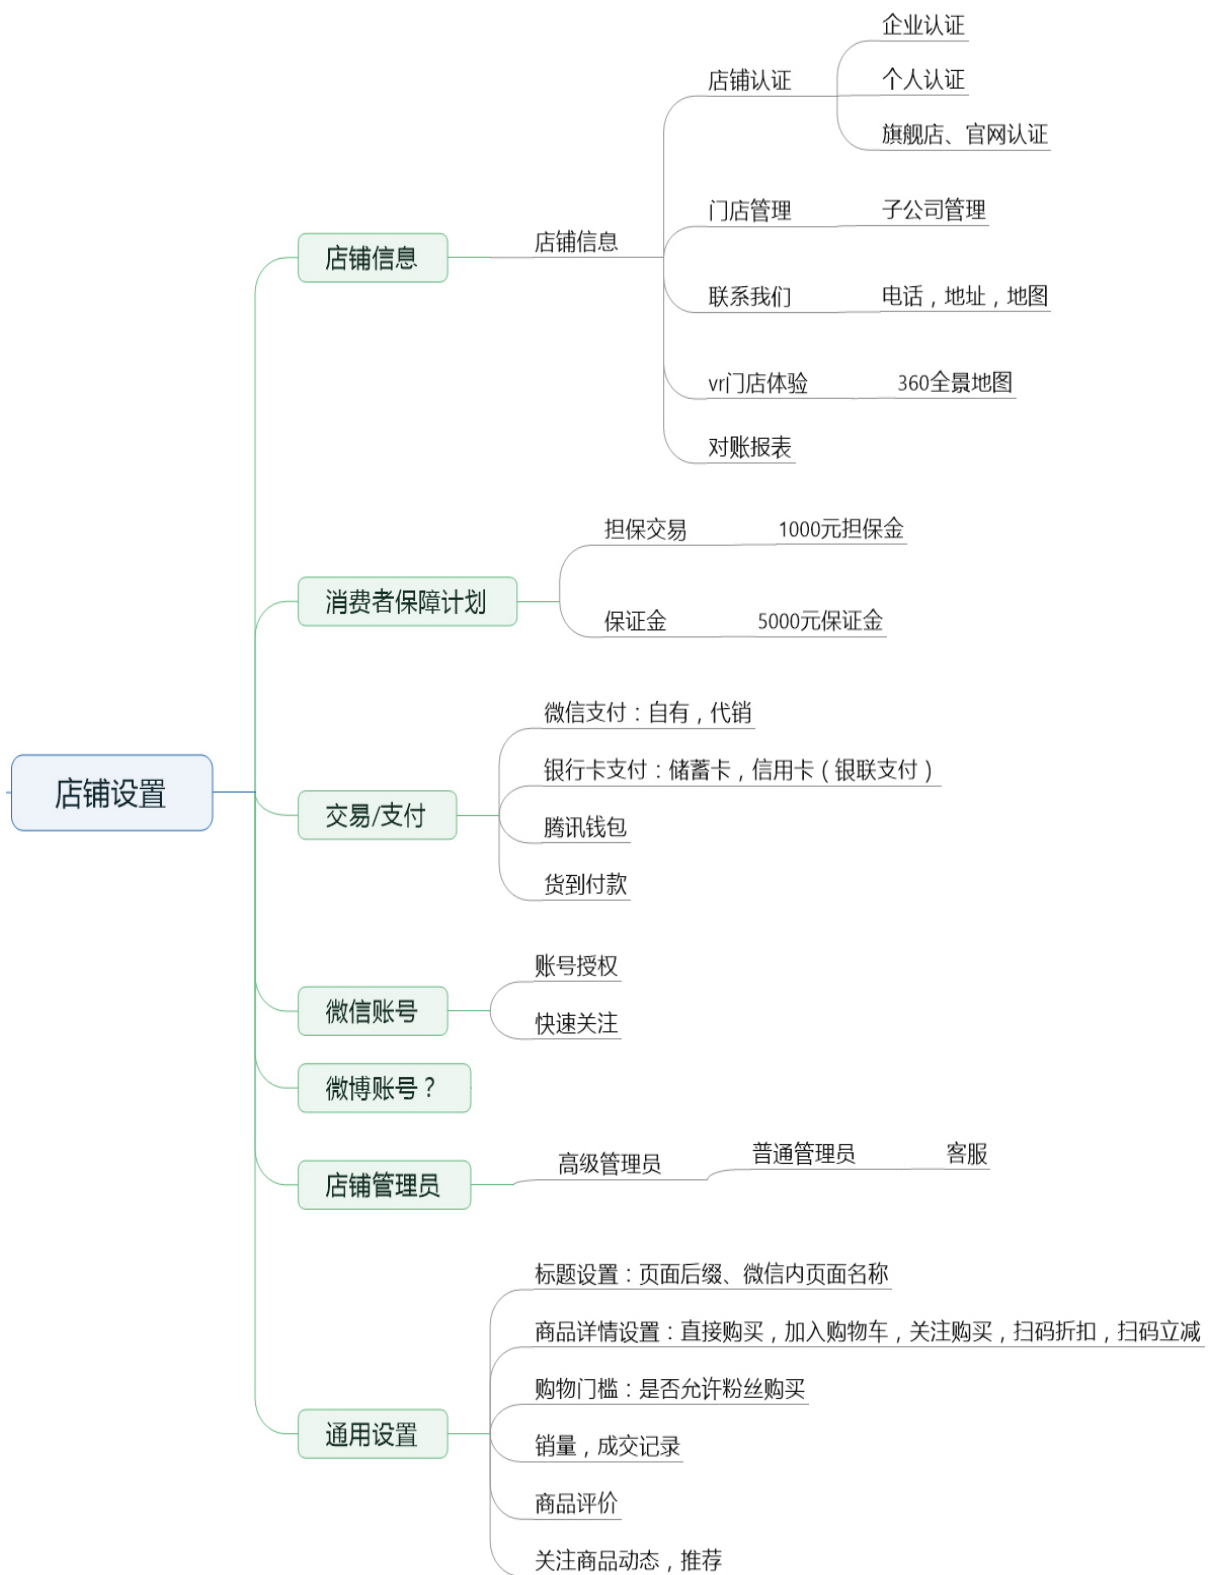 店铺设置
店铺信息
店铺信息
店铺认证
企业认证
个人认证
旗舰店、官网认证
门店管理
子公司管理
联系我们
电话，地址，地图
vr门店体验
360全景地图
对账报表
消费者保障计划
担保交易
1000元担保金
保证金
5000元保证金
交易/支付
微信支付：自有，代销
银行卡支付：储蓄卡，信用卡（银联支付）
腾讯钱包
货到付款
微信账号
账号授权
快速关注
微博账号？
店铺管理员
高级管理员
普通管理员
客服
通用设置
标题设置：页面后缀、微信内页面名称
商品详情设置：直接购买，加入购物车，关注购买，扫码折扣，扫码立减
购物门槛：是否允许粉丝购买
销量，成交记录
商品评价
关注商品动态，推荐